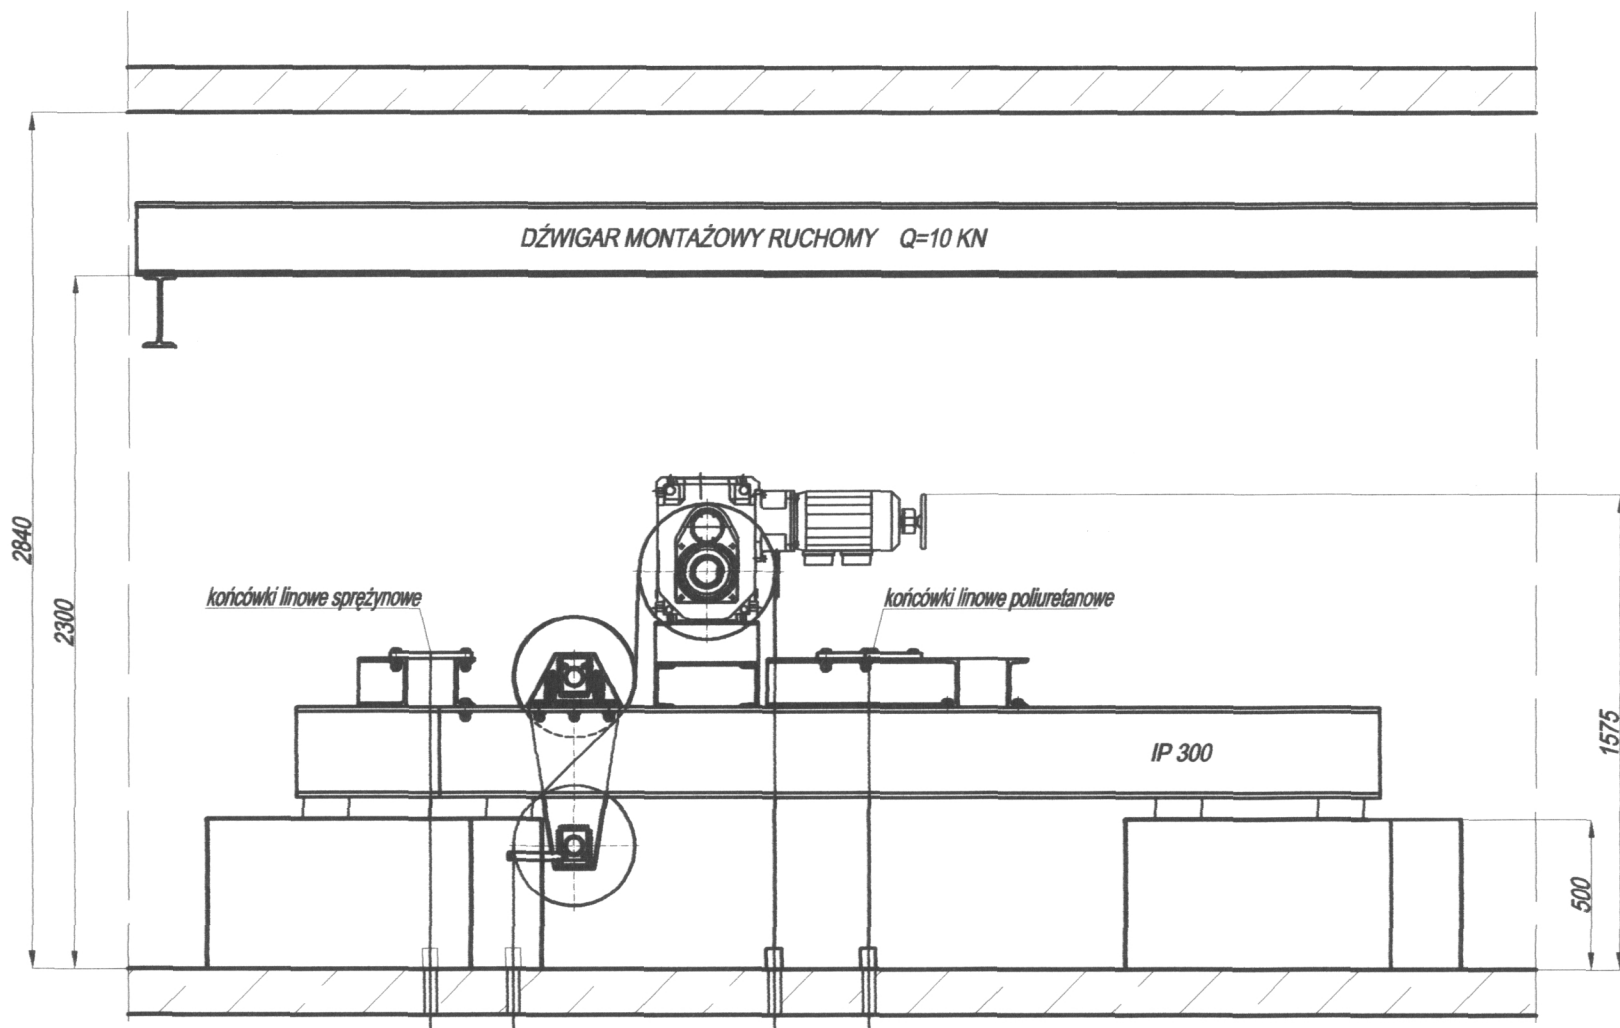 DŹWIGAR MONTAŻOWY RUCHOMY Q=10 KN
2840
2300
końcówki linowe sprężynowe
końcówki linowe poliuretanowe
1575
IP 300
500